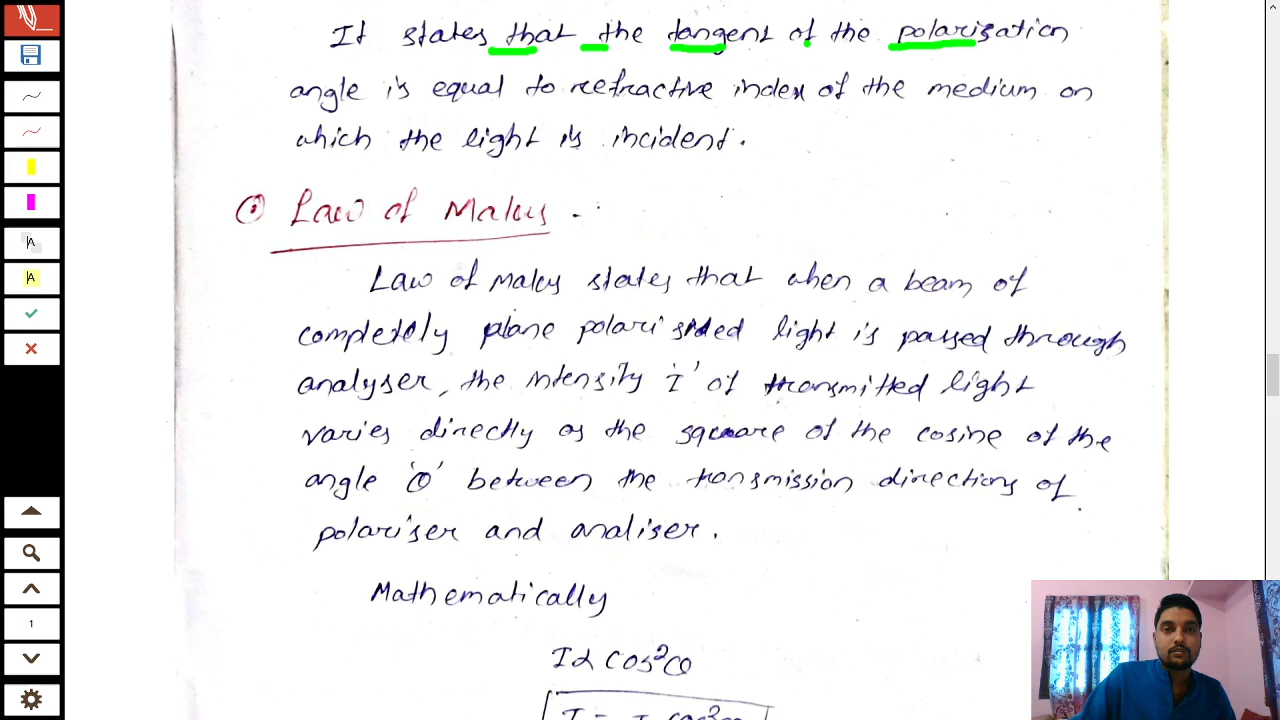 It states that the tangent of the polarization
angle is equal to refractive index of the medium on
which the light is incident.
Law of Malus
Law of Malus states that when a beam of
completely plane polarisded light is passed through
analyser, the intensity 'I' of transmitted light
varies directly as the square of the cosine of the
angle 'θ' between the transmission directions of
polariser and analiser.
Mathematically
I α Cos²θ
1